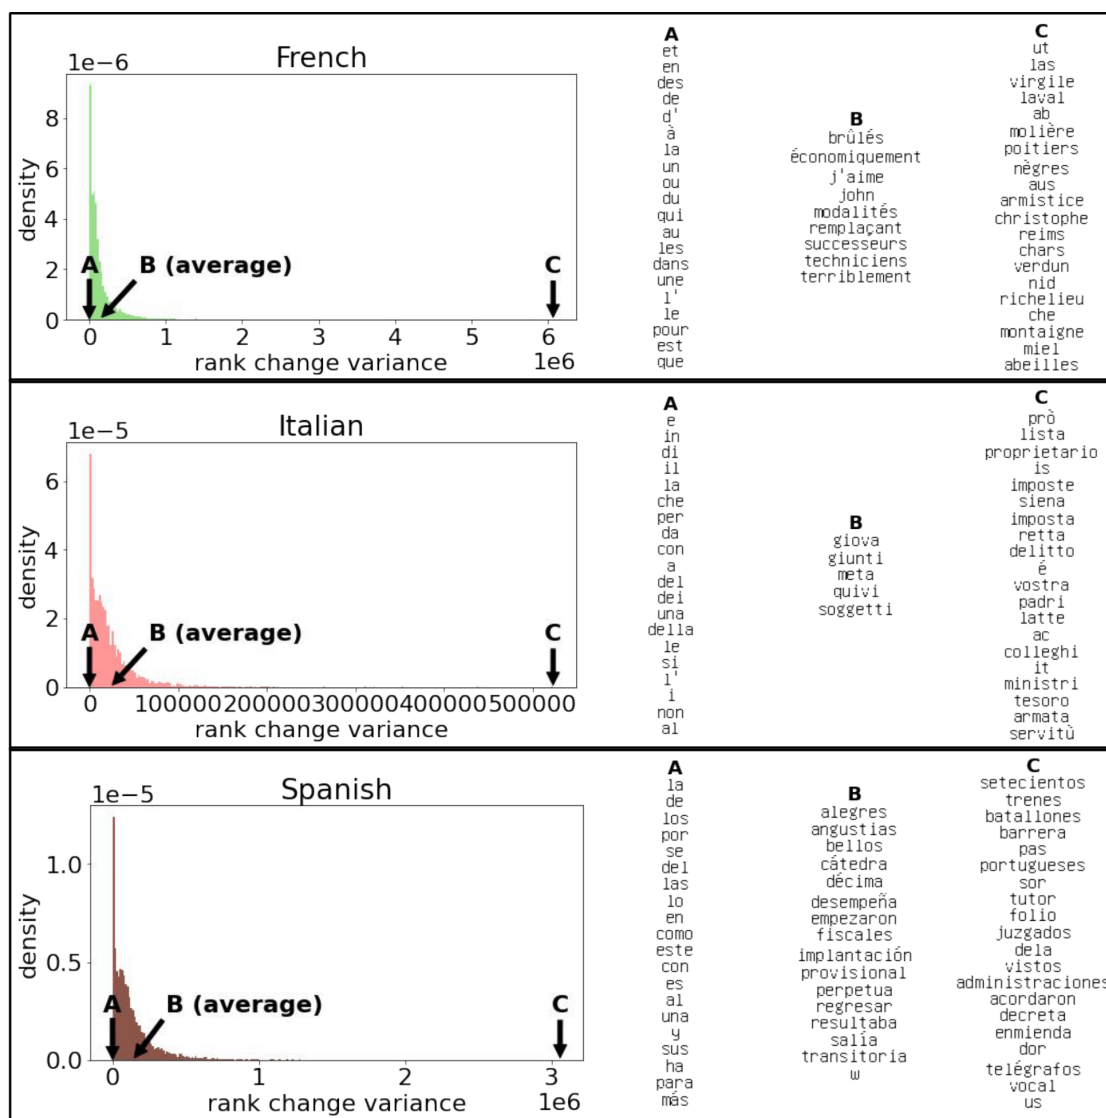 French
1e−6
8
6
4
2
0
density
A
B (average)
C
0 1 2 3 4 5 6
rank change variance
1e6
A
et
en
des
de
d'
à
la
un
ou
du
qui
au
les
dans
une
l'
le
pour
est
que
B
brûlés
économiquement
j'aime
john
modalités
remplaçant
successeurs
techniciens
terriblement
C
ut
las
virgile
laval
ab
molière
poitiers
nègres
aus
armistice
christophe
reims
chars
verdun
nid
richelieu
che
montaigne
miel
abeilles
Italian
1e−5
6
4
2
0
density
A
B (average)
C
0 100000 200000 300000 400000 500000
rank change variance
A
e
in
di
il
la
che
per
da
con
a
del
dei
una
della
le
si
l'
i
non
al
B
giova
giunti
meta
quivi
soggetti
C
prò
lista
proprietario
is
imposte
siena
imposta
retta
delitto
é
vostra
padri
latte
ac
colleghi
it
ministri
tesoro
armata
servitù
Spanish
1e−5
1.0
0.5
0.0
density
A
B (average)
C
0 1 2 3
rank change variance
1e6
A
la
de
los
por
se
del
las
lo
en
como
este
con
es
al
una
y
sus
ha
para
más
B
alegres
angustias
bellos
cátedra
décima
desempeña
empezaron
fiscales
implantación
provisional
perpetua
regresar
resultaba
salía
transitoria
w
C
setecientos
trenes
batallones
barrera
pas
portugueses
sor
tutor
folio
juzgados
dela
vistos
administraciones
acordaron
decreta
enmienda
dor
telégrafos
vocal
us